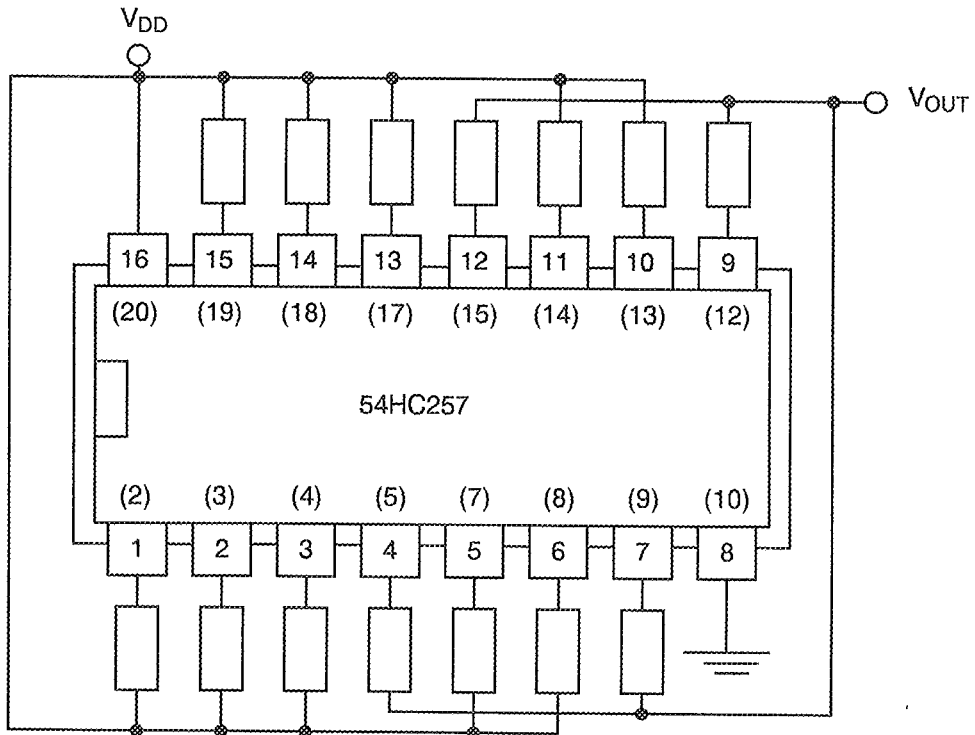 VDD
VOUT
16 15 14 13 12 11 10 9
(20) (19) (18) (17) (15) (14) (13) (12)
54HC257
(2) (3) (4) (5) (7) (8) (9) (10)
1 2 3 4 5 6 7 8